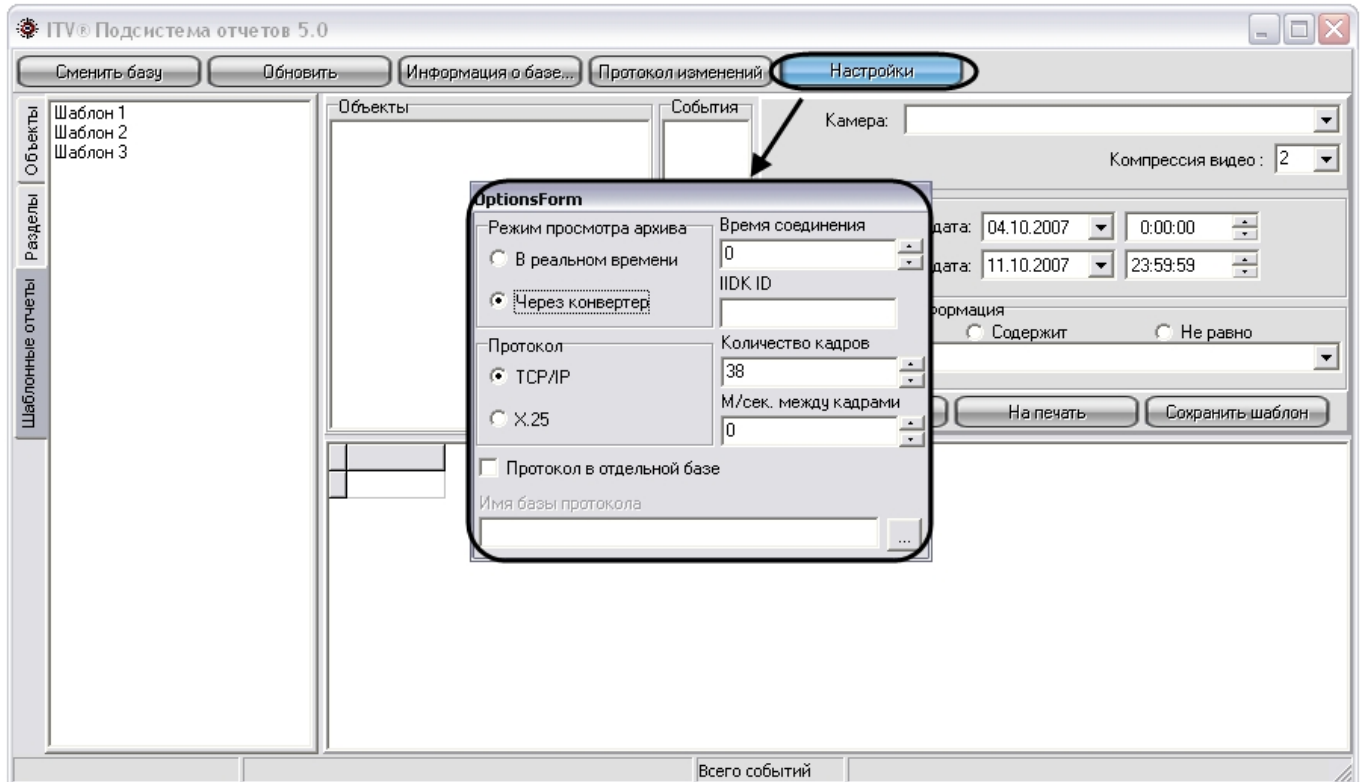 ITV® Подсистема отчетов 5.0
Сменить базу
Обновить
Информация о базе...
Протокол изменений
Настройки
Объекты
Разделы
Шаблонные отчеты
Шаблон 1
Шаблон 2
Шаблон 3
Объекты
События
Камера:
Компрессия видео : 2
дата: 04.10.2007 0:00:00
дата: 11.10.2007 23:59:59
Содержит
Не равно
На печать
Сохранить шаблон
OptionsForm
Режим просмотра архива
В реальном времени
Через конвертер
Протокол
TCP/IP
X.25
Время соединения
0
IIDK ID
Количество кадров
38
М/сек. между кадрами
0
Протокол в отдельной базе
Имя базы протокола
...
Всего событий